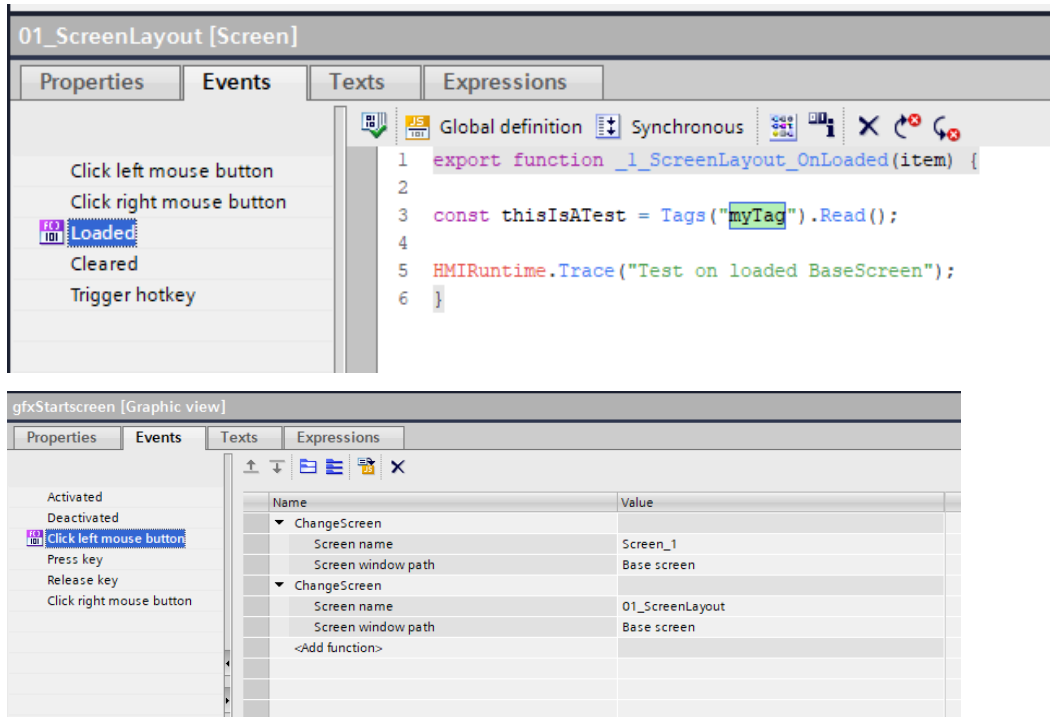 01_ScreenLayout [Screen]
Properties Events Texts Expressions
JS Global definition Synchronous
Click left mouse button
Click right mouse button
Loaded
Cleared
Trigger hotkey
1 export function _1_ScreenLayout_OnLoaded(item) {
2
3 const thisIsATest = Tags("myTag").Read();
4
5 HMIRuntime.Trace("Test on loaded BaseScreen");
6 }
gfxStartscreen [Graphic view]
Properties Events Texts Expressions
Activated
Deactivated
Click left mouse button
Press key
Release key
Click right mouse button
Name Value
ChangeScreen
Screen name Screen_1
Screen window path Base screen
ChangeScreen
Screen name 01_ScreenLayout
Screen window path Base screen
<Add function>